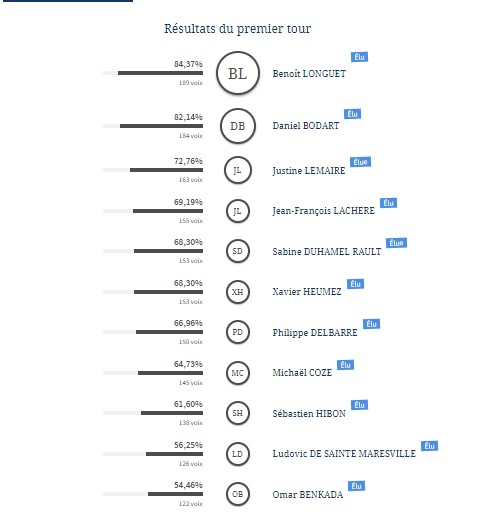 Résultats du premier tour
84,37%
189 voix
BL
Benoît LONGUET
Élu
82,14%
184 voix
DB
Daniel BODART
Élu
72,76%
163 voix
JL
Justine LEMAIRE
Élue
69,19%
155 voix
JL
Jean-François LACHERE
Élu
68,30%
153 voix
SD
Sabine DUHAMEL RAULT
Élue
68,30%
153 voix
XH
Xavier HEUMEZ
Élu
66,96%
150 voix
PD
Philippe DELBARRE
Élu
64,73%
145 voix
MC
Michaël COZE
Élu
61,60%
138 voix
SH
Sébastien HIBON
Élu
56,25%
126 voix
LD
Ludovic DE SAINTE MARESVILLE
Élu
54,46%
122 voix
OB
Omar BENKADA
Élu